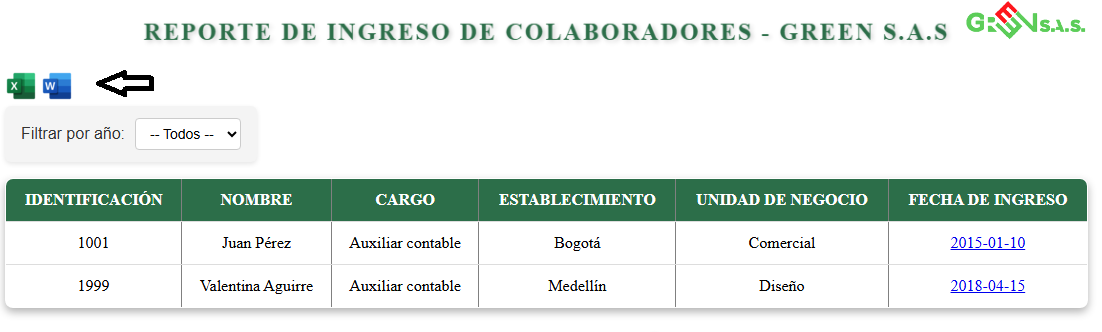 REPORTE DE INGRESO DE COLABORADORES - GREEN S.A.S
GREEN S.A.S.
X W
Filtrar por año: -- Todos --
IDENTIFICACIÓN NOMBRE CARGO ESTABLECIMIENTO UNIDAD DE NEGOCIO FECHA DE INGRESO
1001 Juan Pérez Auxiliar contable Bogotá Comercial 2015-01-10
1999 Valentina Aguirre Auxiliar contable Medellín Diseño 2018-04-15